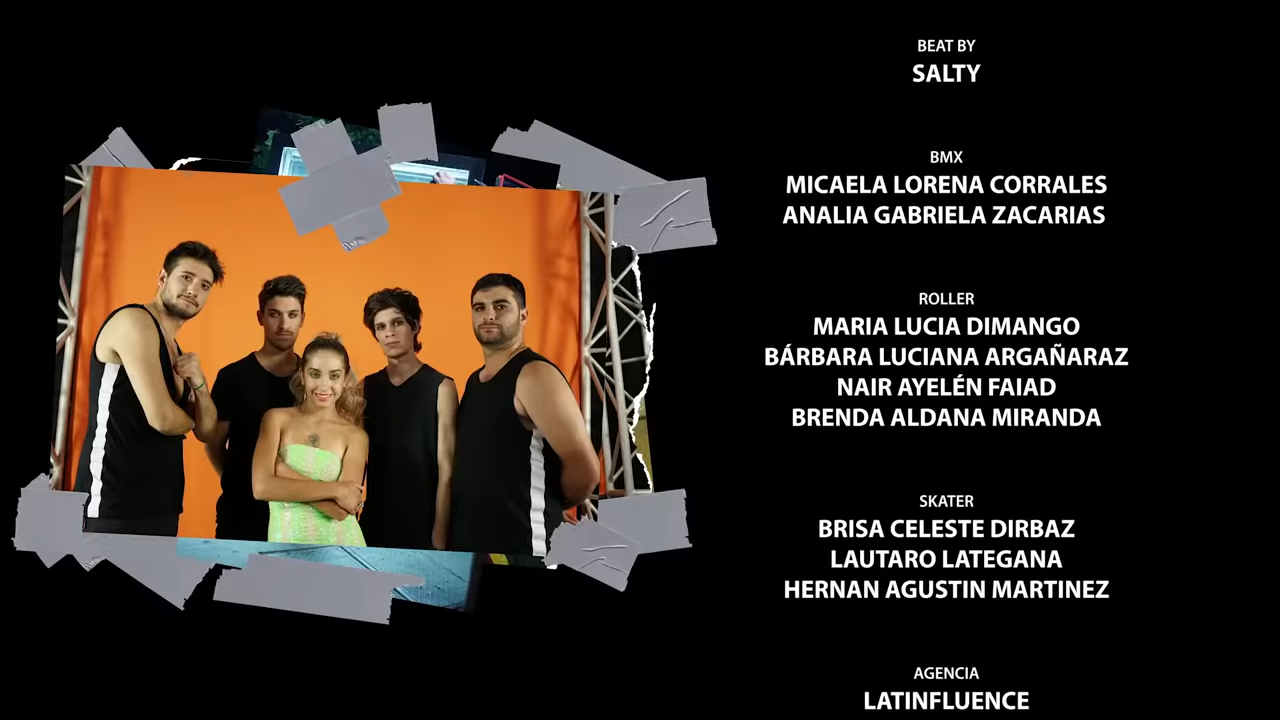 BEAT BY
SALTY
BMX
MICAELA LORENA CORRALES
ANALIA GABRIELA ZACARIAS
ROLLER
MARIA LUCIA DIMANGO
BÁRBARA LUCIANA ARGAÑARAZ
NAIR AYELÉN FAIAD
BRENDA ALDANA MIRANDA
SKATER
BRISA CELESTE DIRBAZ
LAUTARO LATEGANA
HERNAN AGUSTIN MARTINEZ
AGENCIA
LATINFLUENCE